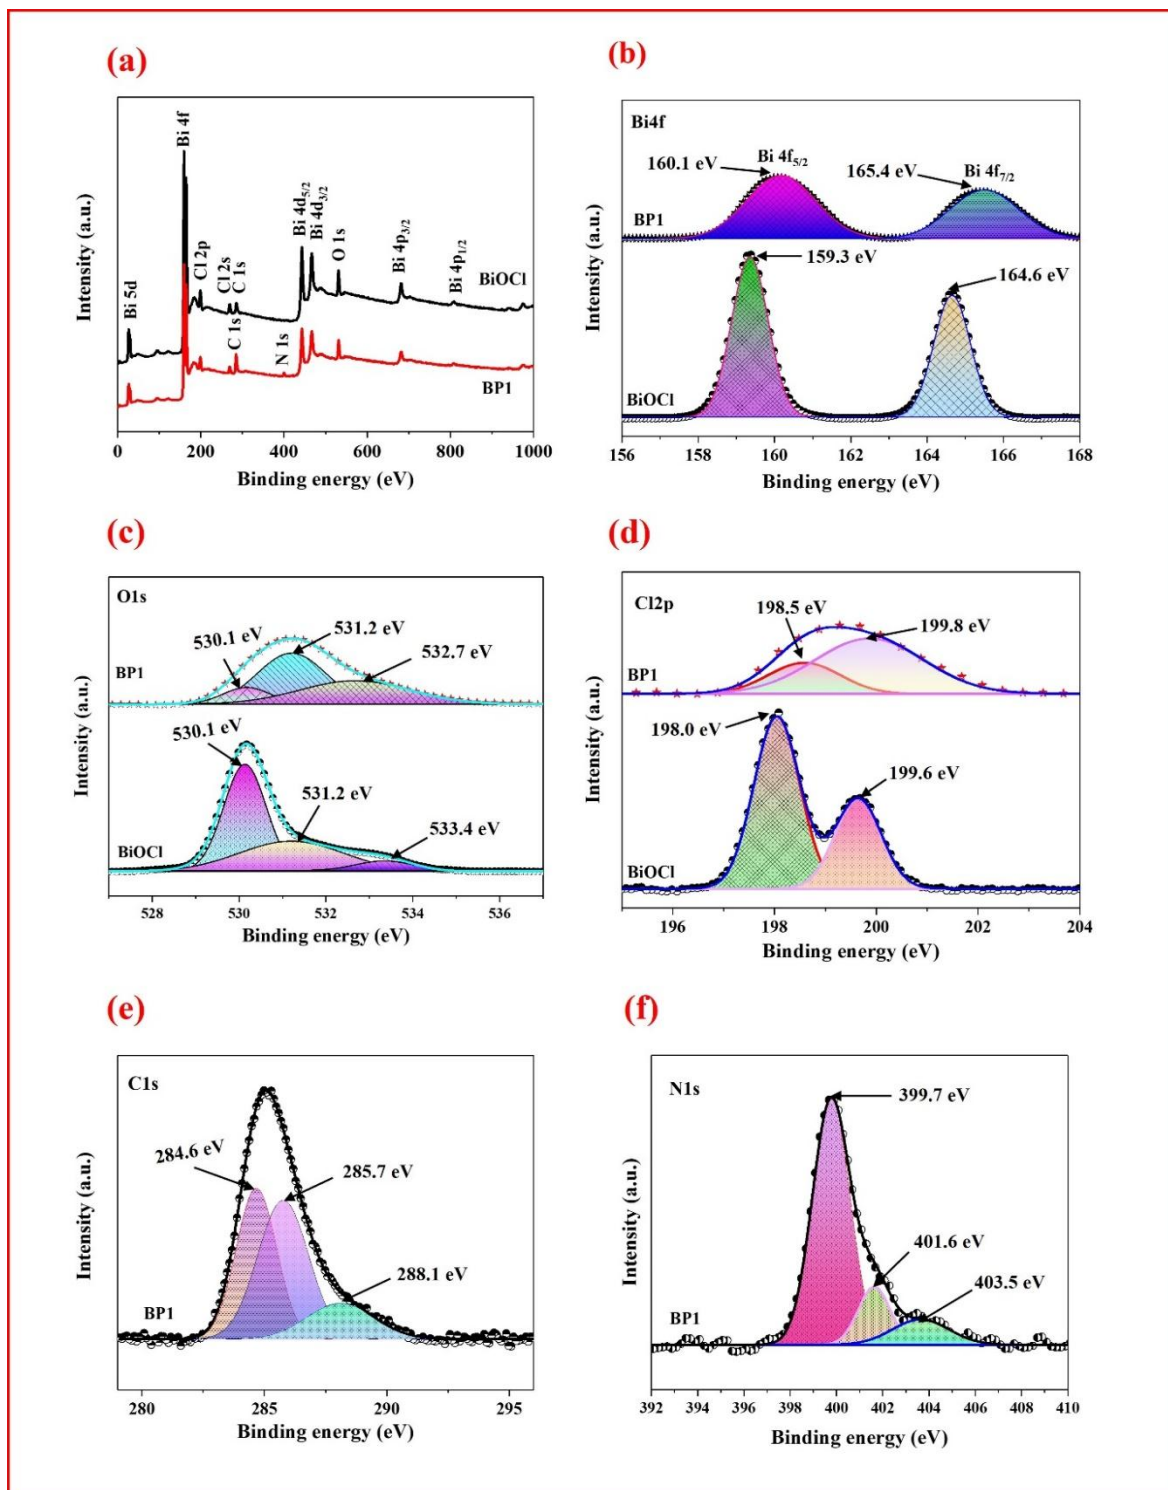 (a)
Intensity (a.u.)
Bi 5d
Bi 4f
Cl 2p
Cl 2s
C 1s
C 1s
N 1s
Bi 4d5/2
Bi 4d3/2
O 1s
Bi 4p3/2
Bi 4p1/2
BiOCl
BP1
0 200 400 600 800 1000
Binding energy (eV)
(b)
Intensity (a.u.)
Bi4f
160.1 eV
Bi 4f5/2
165.4 eV
Bi 4f7/2
BP1
159.3 eV
164.6 eV
BiOCl
156 158 160 162 164 166 168
Binding energy (eV)
(c)
Intensity (a.u.)
O1s
530.1 eV
531.2 eV
532.7 eV
BP1
530.1 eV
531.2 eV
533.4 eV
BiOCl
528 530 532 534 536
Binding energy (eV)
(d)
Intensity (a.u.)
Cl2p
198.5 eV
199.8 eV
BP1
198.0 eV
199.6 eV
BiOCl
196 198 200 202 204
Binding energy (eV)
(e)
Intensity (a.u.)
C1s
284.6 eV
285.7 eV
288.1 eV
BP1
280 285 290 295
Binding energy (eV)
(f)
Intensity (a.u.)
N1s
399.7 eV
401.6 eV
403.5 eV
BP1
392 394 396 398 400 402 404 406 408 410
Binding energy (eV)